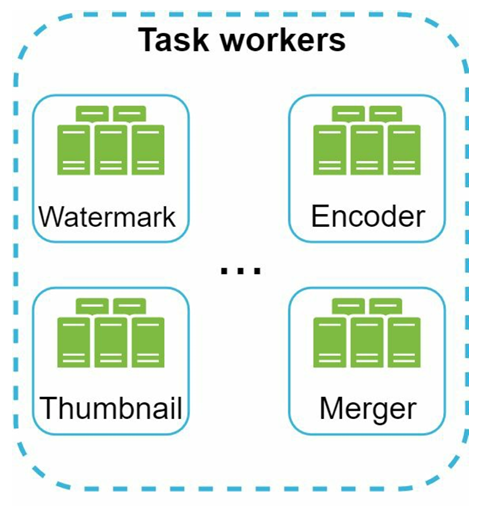 Task workers
Watermark
Encoder
...
Thumbnail
Merger